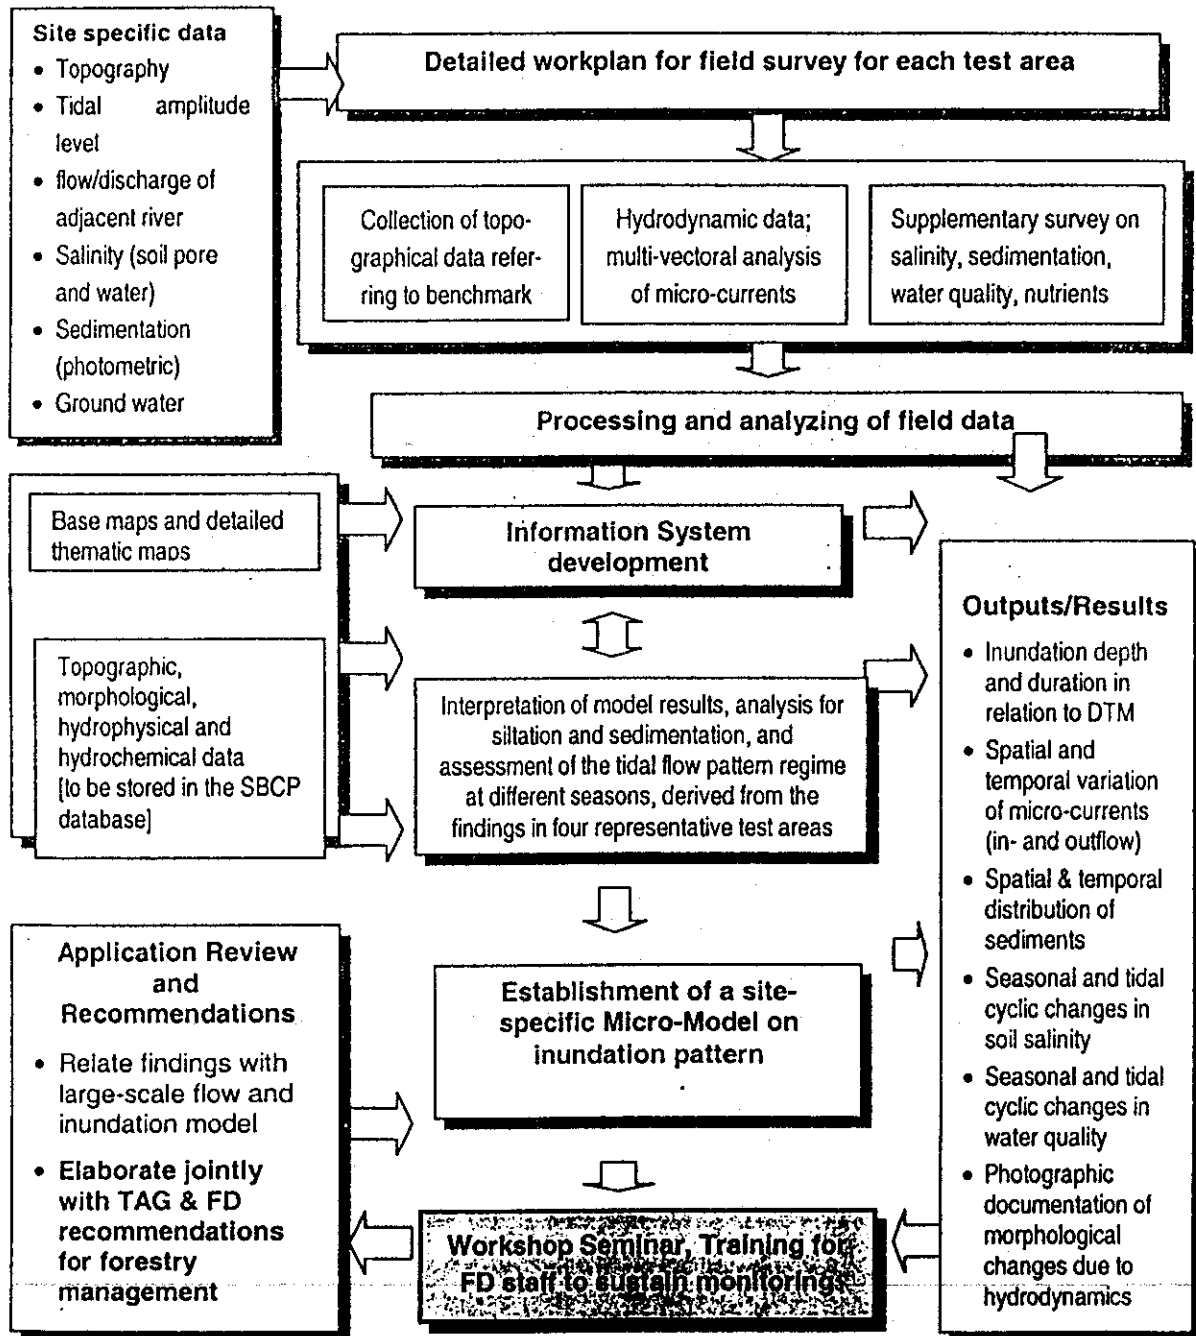 Site specific data
• Topography
• Tidal amplitude
level
• flow/discharge of
adjacent river
• Salinity (soil pore
and water)
• Sedimentation
(photometric)
• Ground water
Detailed workplan for field survey for each test area
Collection of topo-
graphical data refer-
ring to benchmark
Hydrodynamic data;
multi-vectoral analysis
of micro-currents
Supplementary survey on
salinity, sedimentation,
water quality, nutrients
Processing and analyzing of field data
Base maps and detailed
thematic maps
Topographic,
morphological,
hydrophysical and
hydrochemical data
[to be stored in the SBCP
database]
Information System
development
Interpretation of model results, analysis for
siltation and sedimentation, and
assessment of the tidal flow pattern regime
at different seasons, derived from the
findings in four representative test areas
Outputs/Results
• Inundation depth
and duration in
relation to DTM
• Spatial and
temporal variation
of micro-currents
(in- and outflow)
• Spatial & temporal
distribution of
sediments
• Seasonal and tidal
cyclic changes in
soil salinity
• Seasonal and tidal
cyclic changes in
water quality
• Photographic
documentation of
morphological
changes due to
hydrodynamics
Application Review
and
Recommendations
• Relate findings with
large-scale flow and
inundation model
• Elaborate jointly
with TAG & FD
recommendations
for forestry
management
Establishment of a site-
specific Micro-Model on
inundation pattern
Workshop Seminar, Training for
FD staff to sustain monitorings